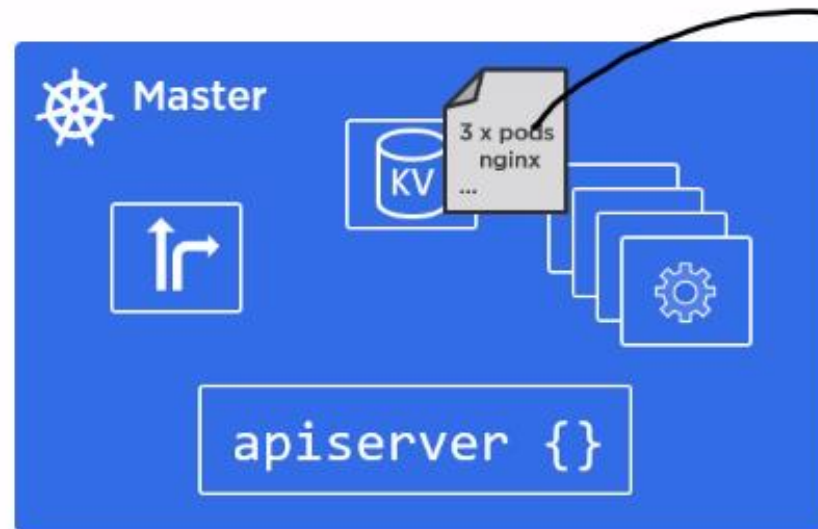 Master
3 x pods
nginx
...
KV
apiserver {}